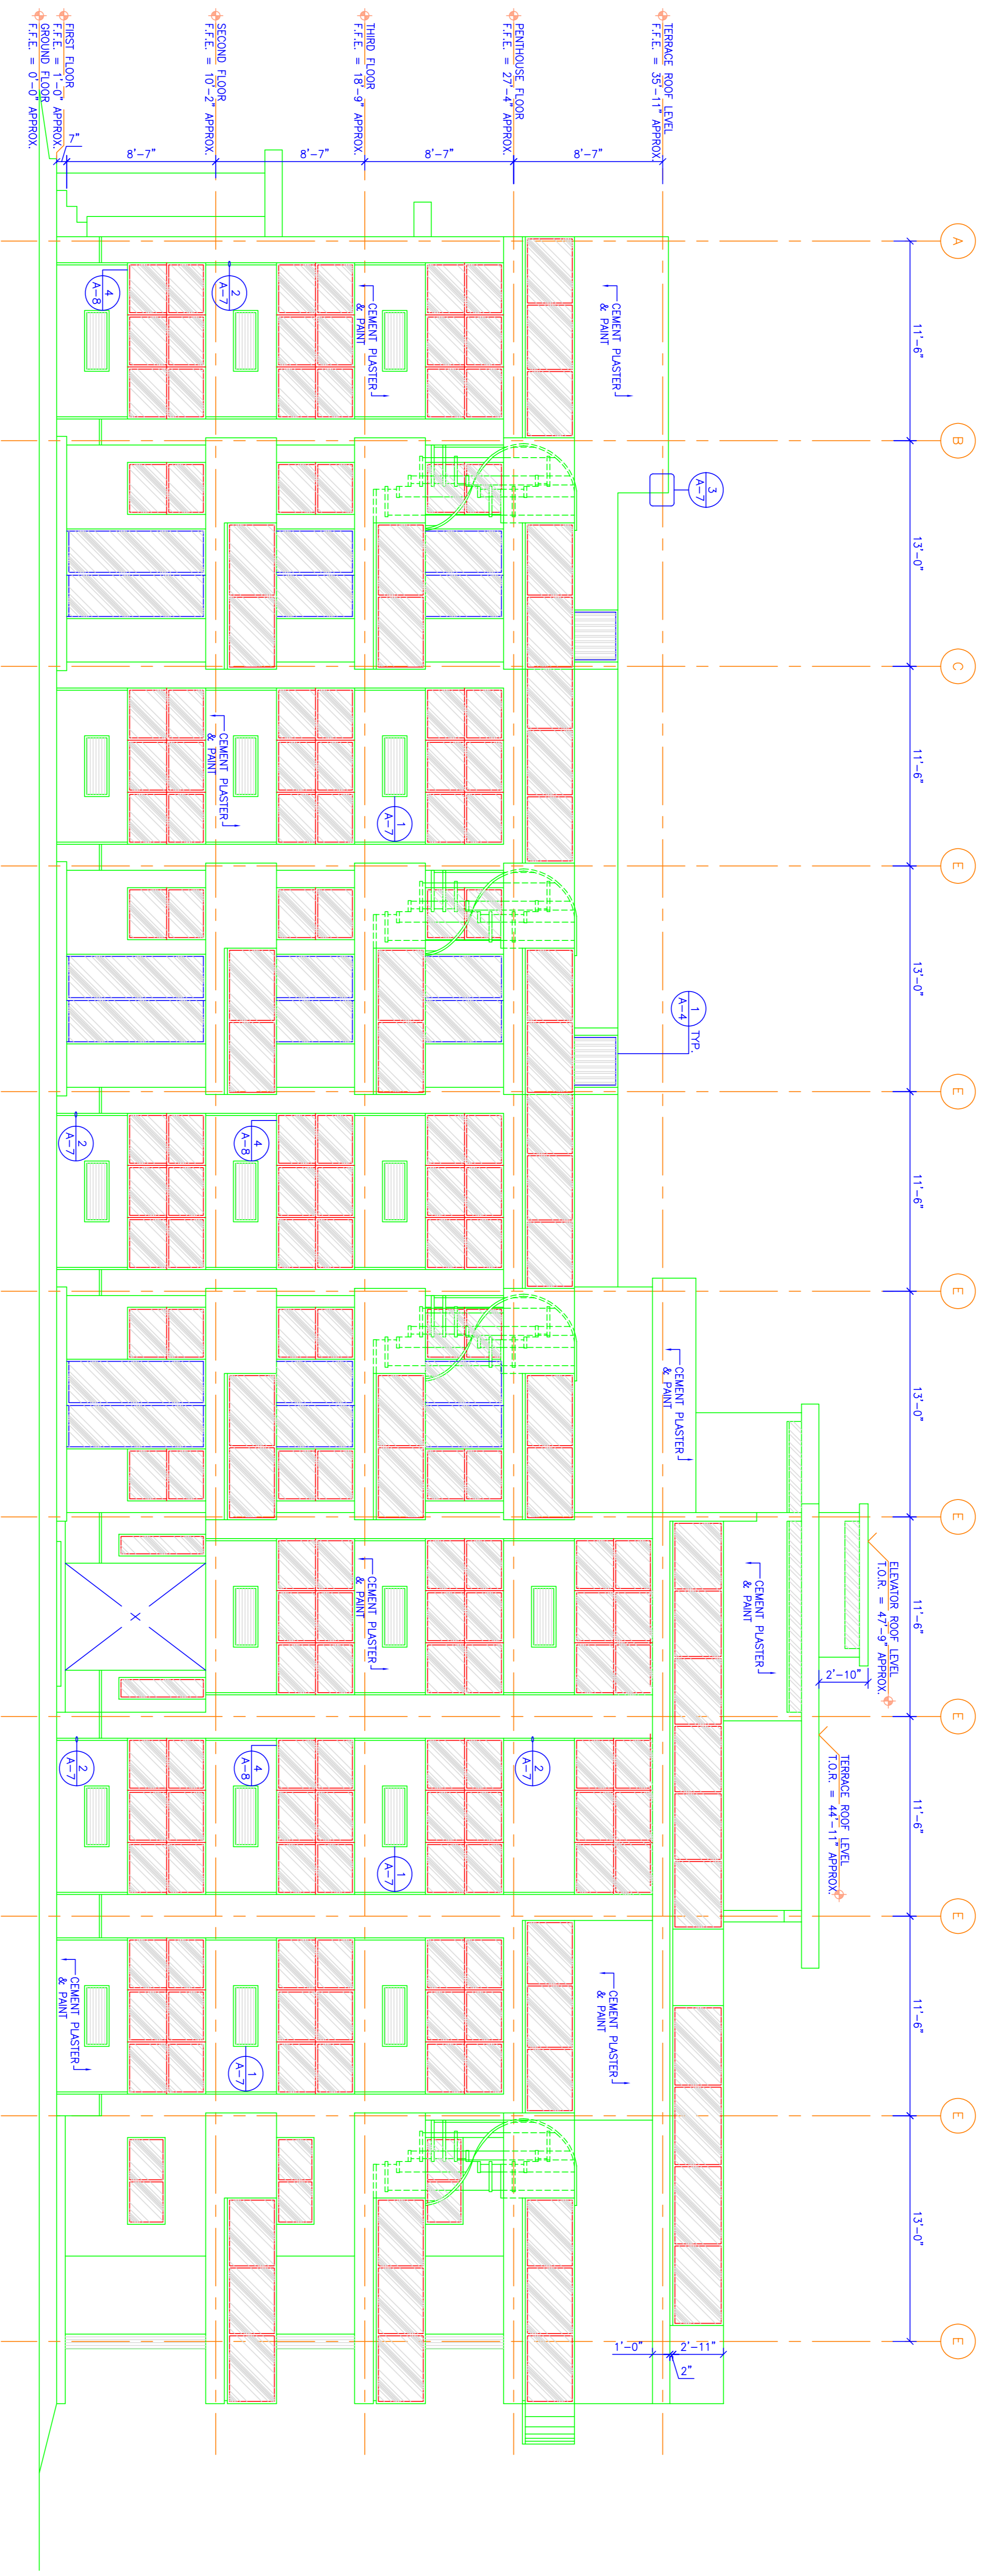 A
B
C
E
E
E
E
E
E
E
E
11'-6"
13'-0"
11'-6"
13'-0"
11'-6"
13'-0"
11'-6"
11'-6"
11'-6"
13'-0"
ELEVATOR ROOF LEVEL
T.O.R. = 47'-9" APPROX.
2'-10"
TERRACE ROOF LEVEL
T.O.R. = 44'-11" APPROX.
CEMENT PLASTER
& PAINT
TERRACE ROOF LEVEL
F.F.E. = 35'-11" APPROX.
3
A-7
1
A-4
TYP.
CEMENT PLASTER
& PAINT
2'-11"
2"
1'-0"
CEMENT PLASTER
& PAINT
CEMENT PLASTER
& PAINT
8'-7"
PENTHOUSE FLOOR
F.F.E. = 27'-4" APPROX.
2
A-7
8'-7"
1
A-7
1
A-7
THIRD FLOOR
F.F.E. = 18'-9" APPROX.
CEMENT PLASTER
& PAINT
CEMENT PLASTER
& PAINT
8'-7"
4
A-8
4
A-8
1
A-7
SECOND FLOOR
F.F.E. = 10'-2" APPROX.
2
A-7
CEMENT PLASTER
& PAINT
8'-7"
4
A-8
X
2
A-7
2
A-7
CEMENT PLASTER
& PAINT
7"
FIRST FLOOR
F.F.E. = 1'-0" APPROX.
GROUND FLOOR
F.F.E. = 0'-0" APPROX.